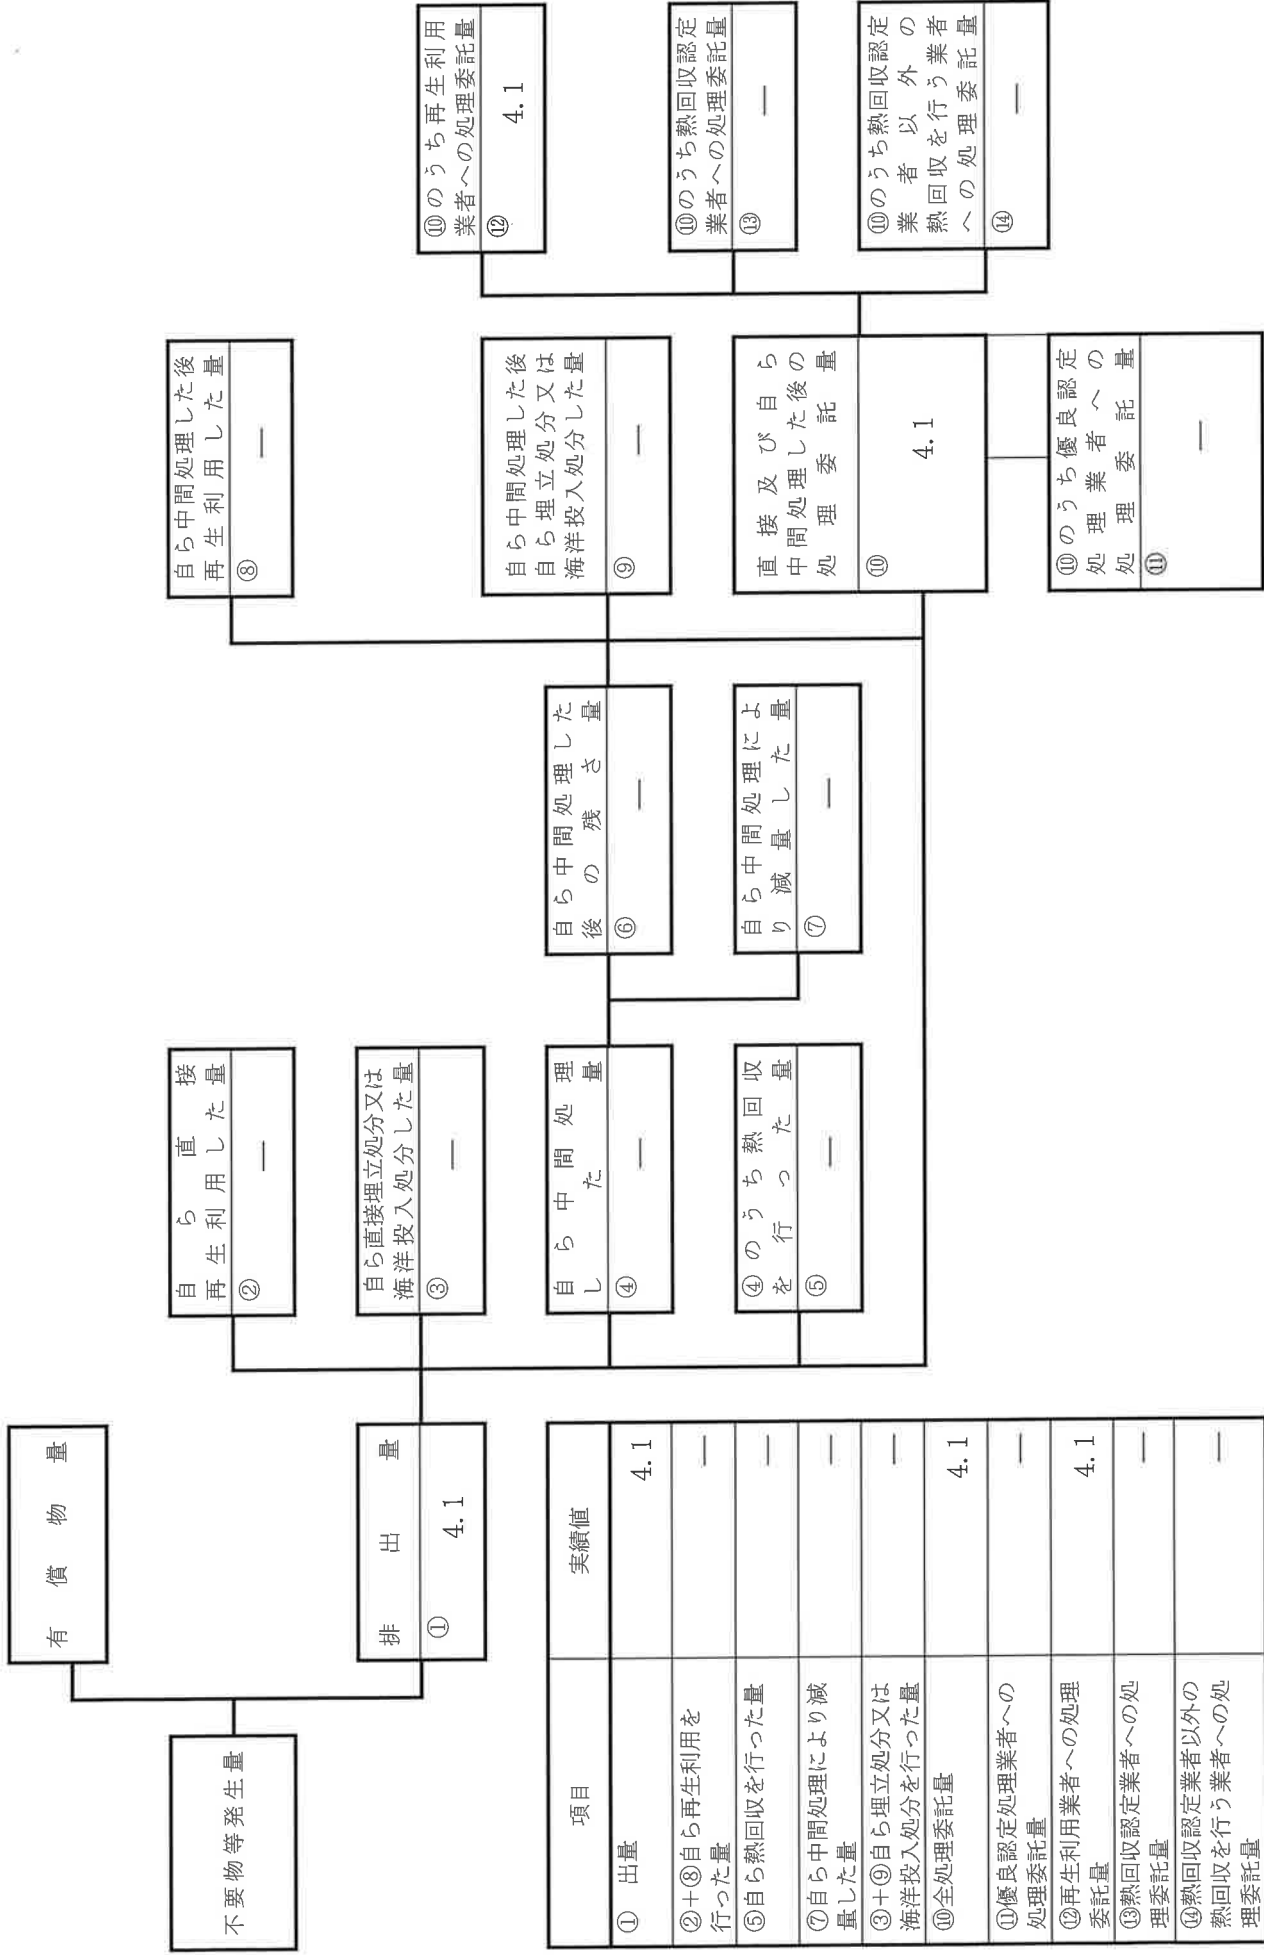 不要物等発生量
有償物量
排出量
①
4.1
自ら直接
再生利用した量
②
—
自ら直接埋立処分又は
海洋投入処分した量
③
—
自ら中間処理
した量
④
—
④のうち熱回収
を行った量
⑤
—
自ら中間処理した
後の残さ量
⑥
—
自ら中間処理によ
り減量した量
⑦
—
自ら中間処理した後
再生利用した量
⑧
—
自ら中間処理した後
自ら埋立処分又は
海洋投入処分した量
⑨
—
直接及び自ら
中間処理した後の
処理委託量
⑩
4.1
⑩のうち優良認定
処理業者への
処理委託量
⑪
—
⑩のうち再生利用
業者への処理委託量
⑫
4.1
⑩のうち熱回収認定
業者への処理委託量
⑬
—
⑩のうち熱回収認定
業者以外の
熱回収を行う業者
への処理委託量
⑭
—
項目 実績値
① 出量 4.1
②＋⑧自ら再生利用を
行った量 —
⑤自ら熱回収を行った量 —
⑦自ら中間処理により減
量した量 —
③＋⑨自ら埋立処分又は
海洋投入処分を行った量 —
⑩全処理委託量 4.1
⑪優良認定処理業者への
処理委託量 —
⑫再生利用業者への処理
委託量 4.1
⑬熱回収認定業者への処
理委託量 —
⑭熱回収認定業者以外の
熱回収を行う業者への処
理委託量 —